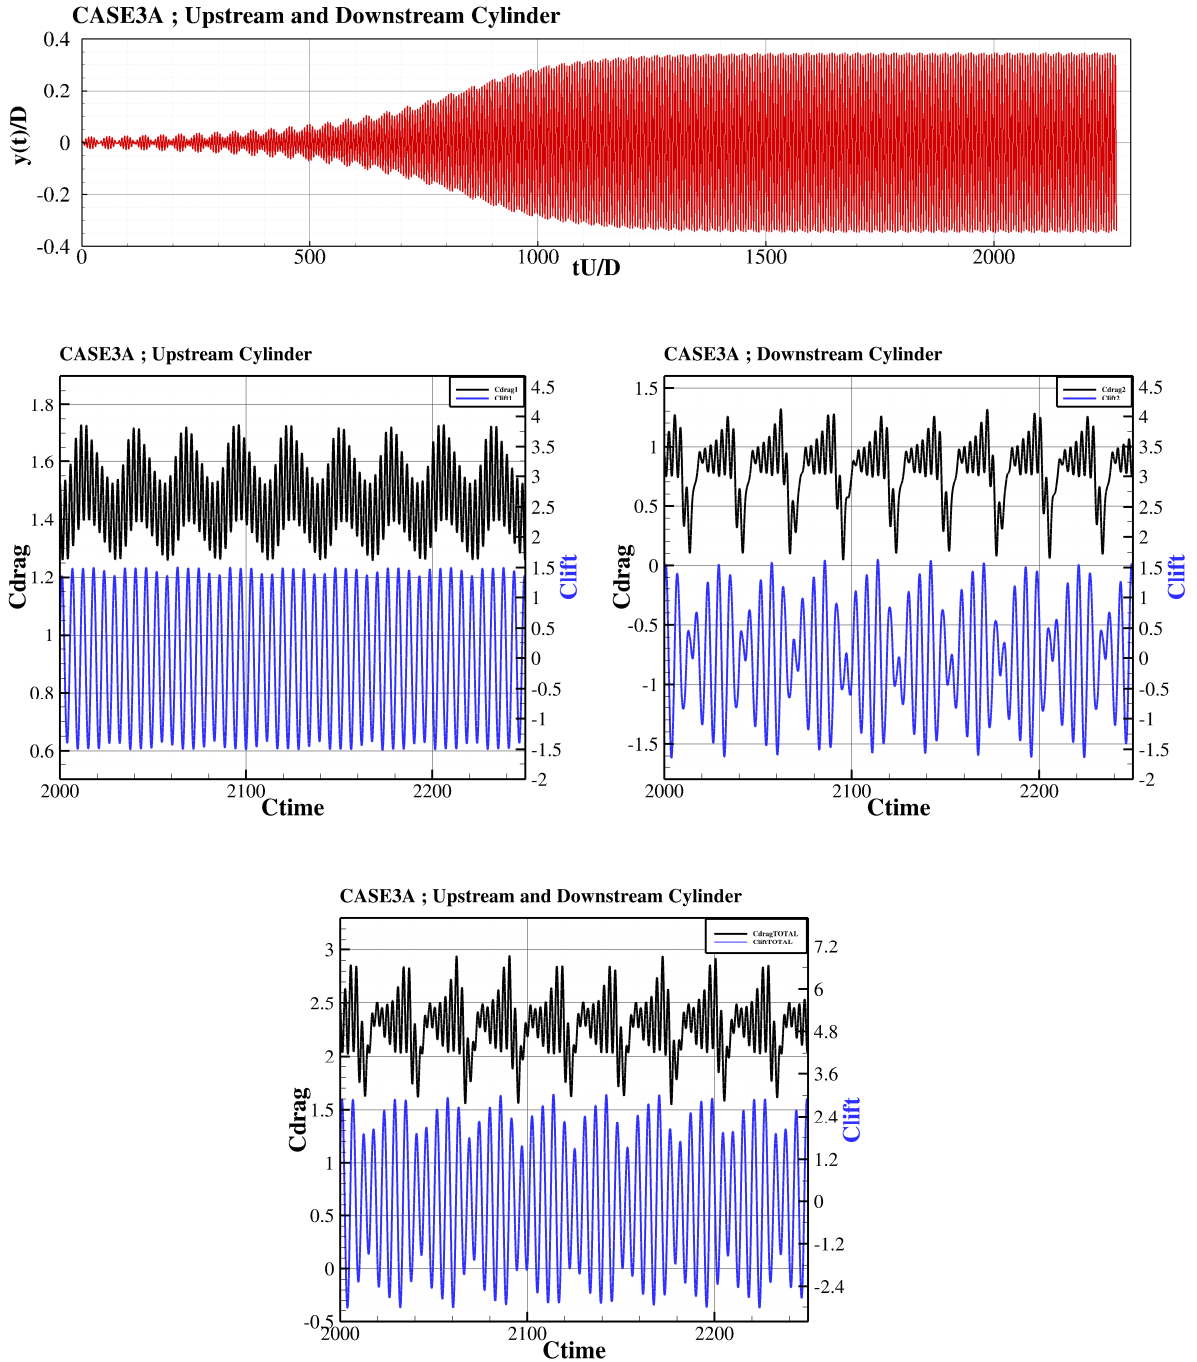 CASE3A ; Upstream and Downstream Cylinder
0.4
0.2
0
-0.2
-0.4
y(t)/D
0 500 1000 1500 2000
tU/D
CASE3A ; Upstream Cylinder
Cdrag1
Clift1
1.8
1.6
1.4
1.2
1
0.8
0.6
Cdrag
4.5
4
3.5
3
2.5
2
1.5
1
0.5
0
-0.5
-1
-1.5
-2
Clift
2000 2100 2200
Ctime
CASE3A ; Downstream Cylinder
Cdrag2
Clift2
1.5
1
0.5
0
-0.5
-1
-1.5
Cdrag
4.5
4
3.5
3
2.5
2
1.5
1
0.5
0
-0.5
-1
-1.5
-2
Clift
2000 2100 2200
Ctime
CASE3A ; Upstream and Downstream Cylinder
CdragTOTAL
CliftTOTAL
3
2.5
2
1.5
1
0.5
0
-0.5
Cdrag
7.2
6
4.8
3.6
2.4
1.2
0
-1.2
-2.4
Clift
2000 2100 2200
Ctime